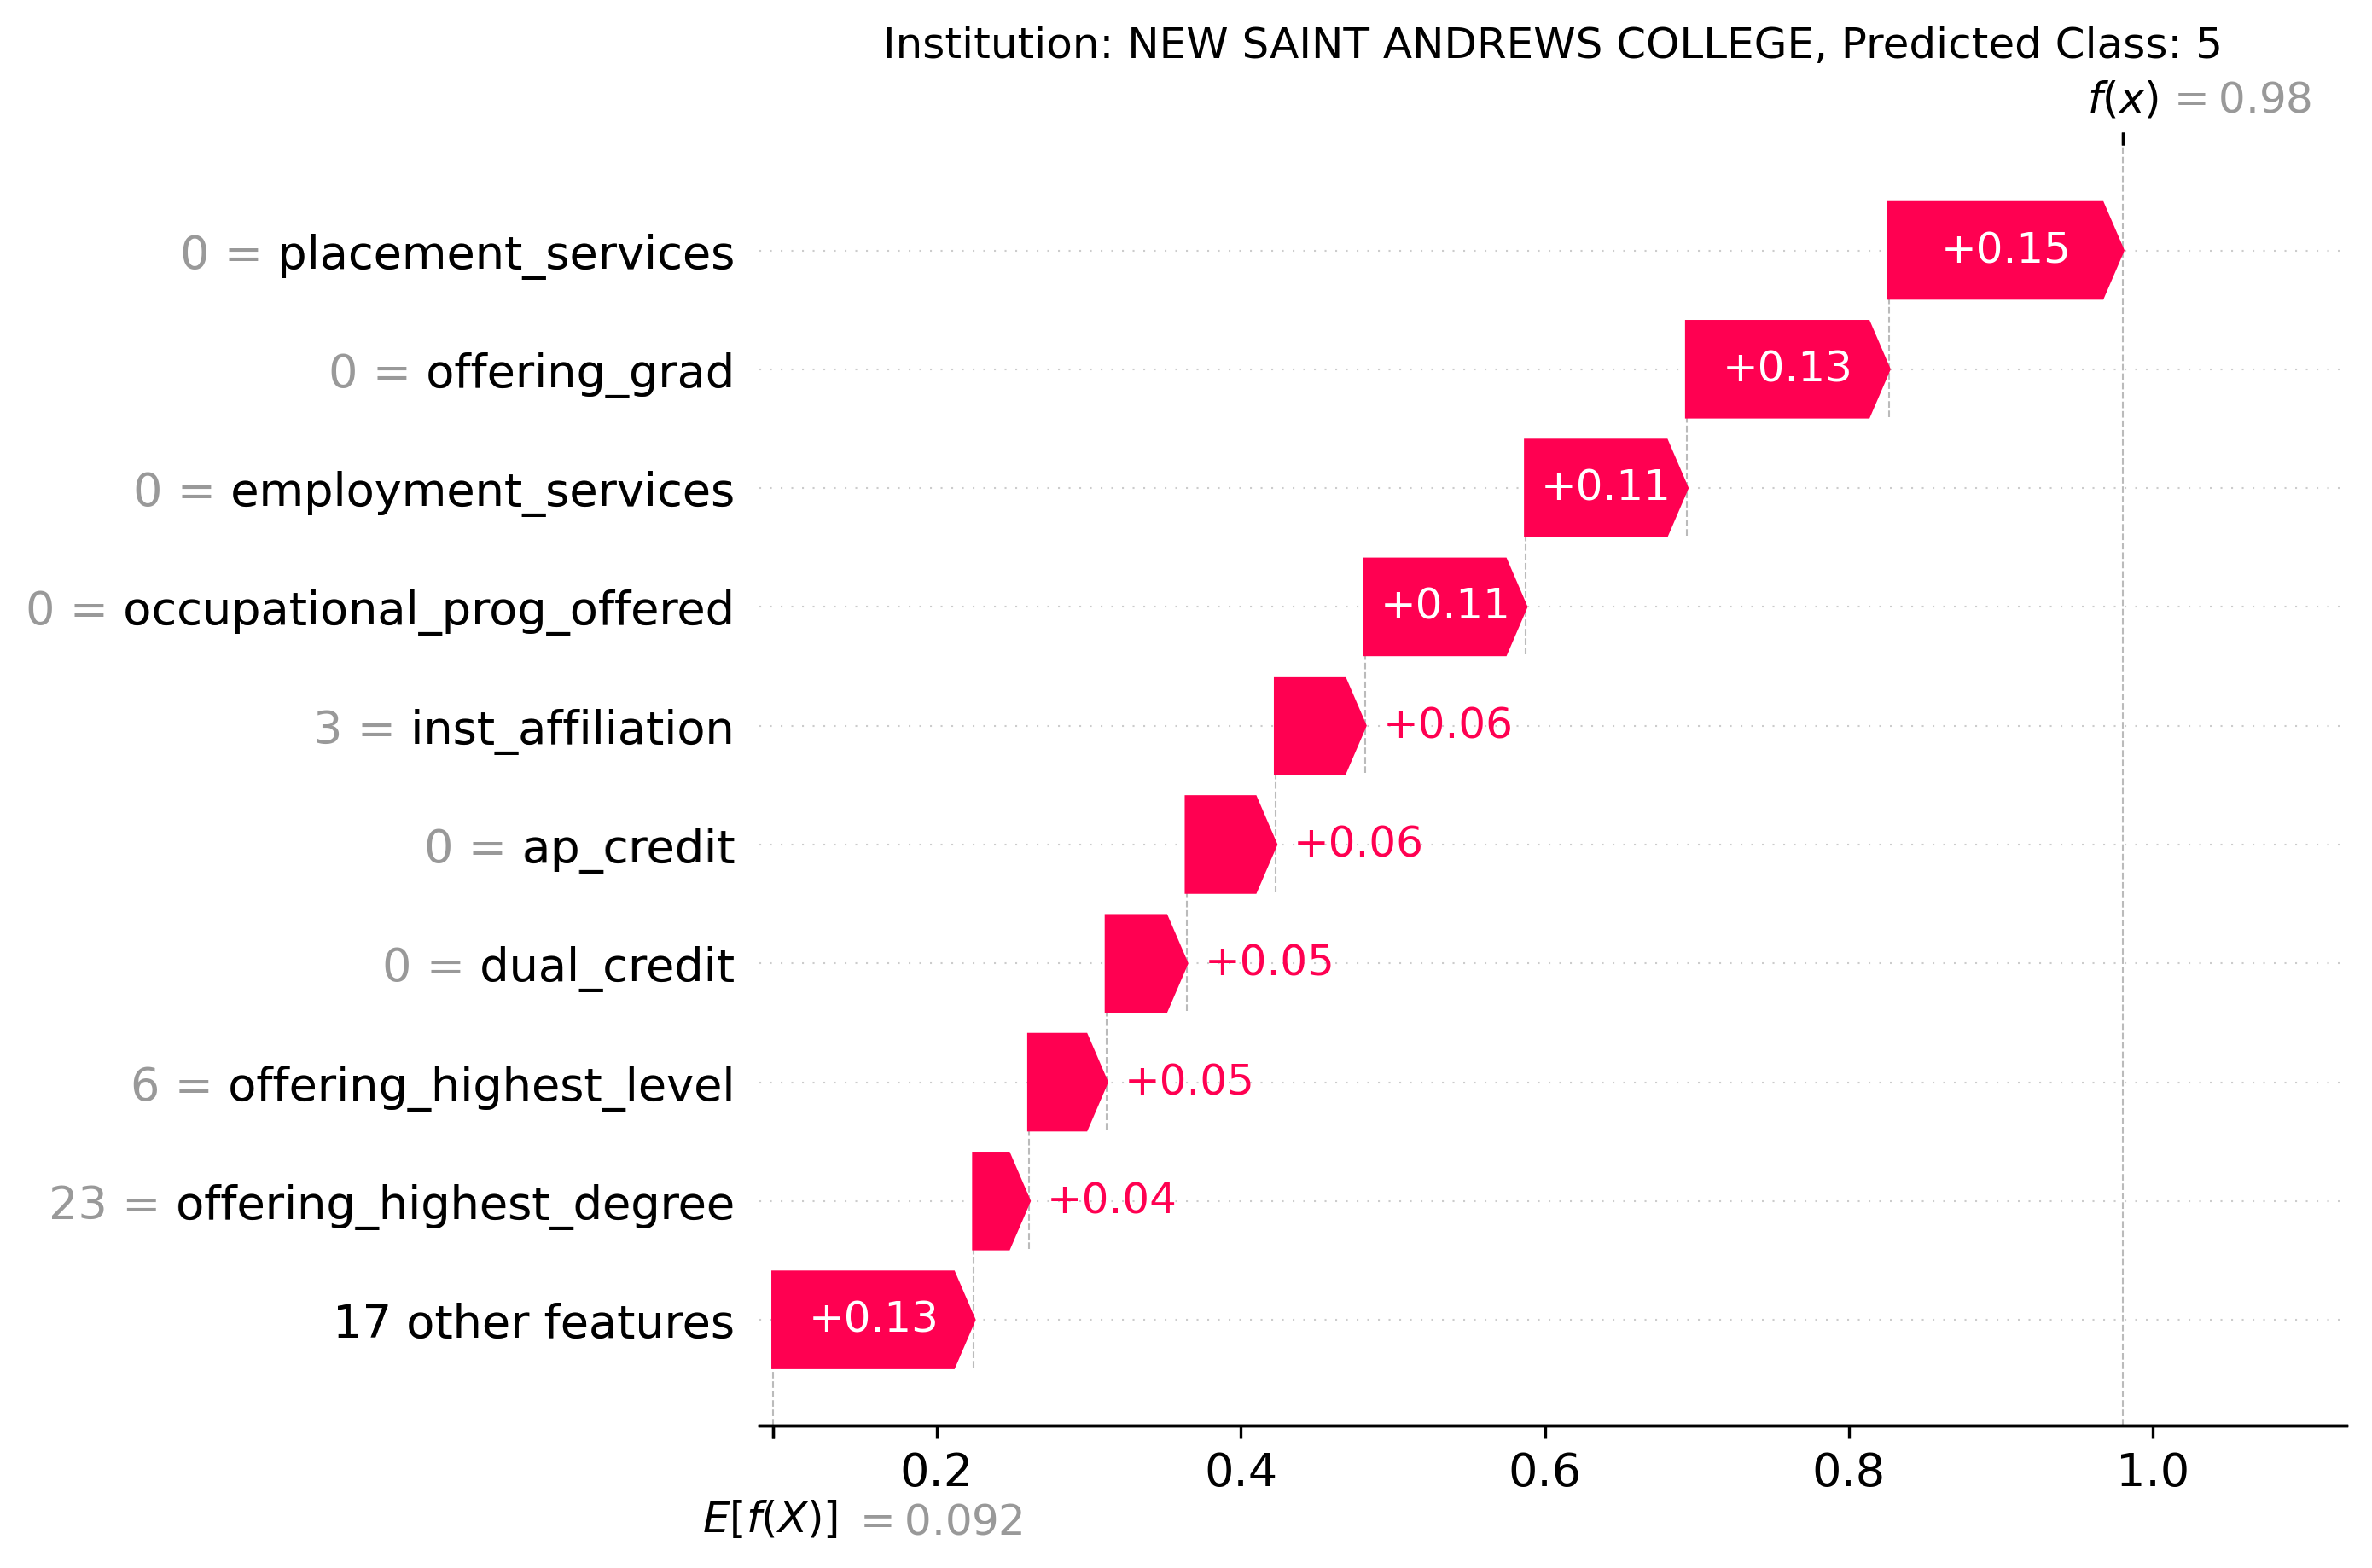 Institution: NEW SAINT ANDREWS COLLEGE, Predicted Class: 5
f(x) = 0.98
0 = placement_services +0.15
0 = offering_grad +0.13
0 = employment_services +0.11
0 = occupational_prog_offered +0.11
3 = inst_affiliation +0.06
0 = ap_credit +0.06
0 = dual_credit +0.05
6 = offering_highest_level +0.05
23 = offering_highest_degree +0.04
17 other features +0.13
0.2 0.4 0.6 0.8 1.0
E[f(X)] = 0.092